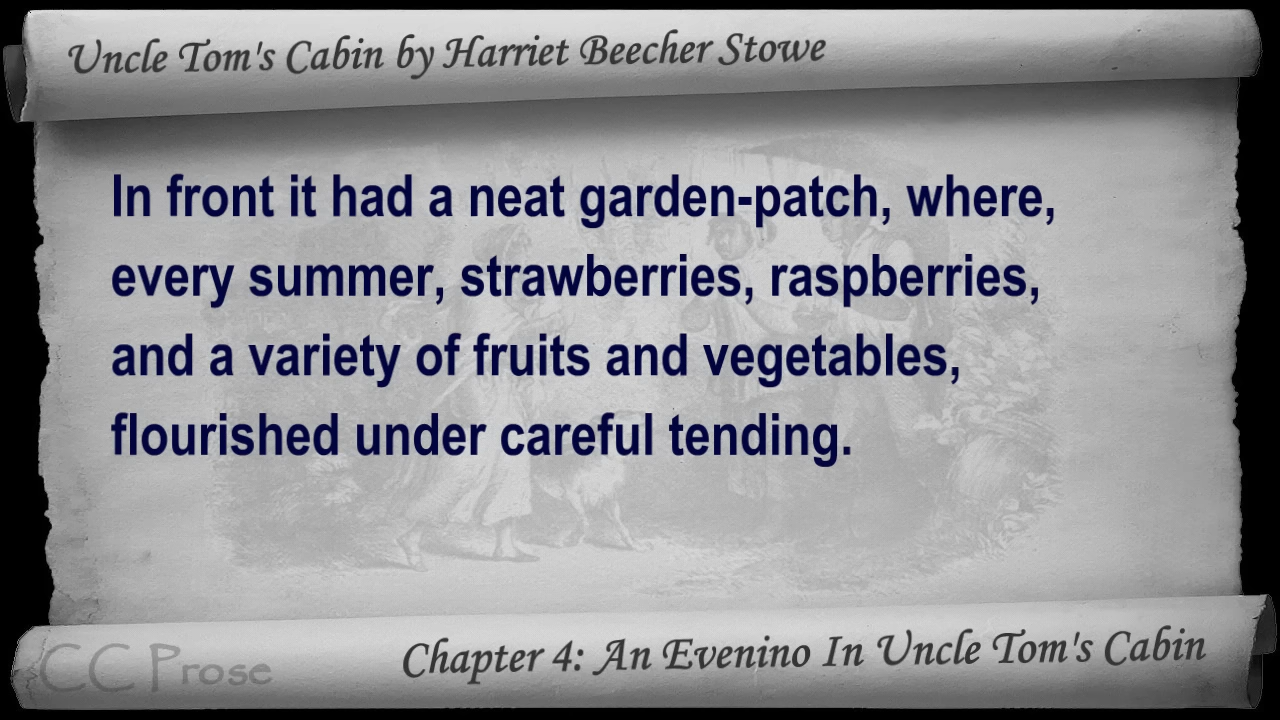 Uncle Tom's Cabin by Harriet Beecher Stowe
In front it had a neat garden-patch, where,
every summer, strawberries, raspberries,
and a variety of fruits and vegetables,
flourished under careful tending.
CC Prose
Chapter 4: An Evenino In Uncle Tom's Cabin